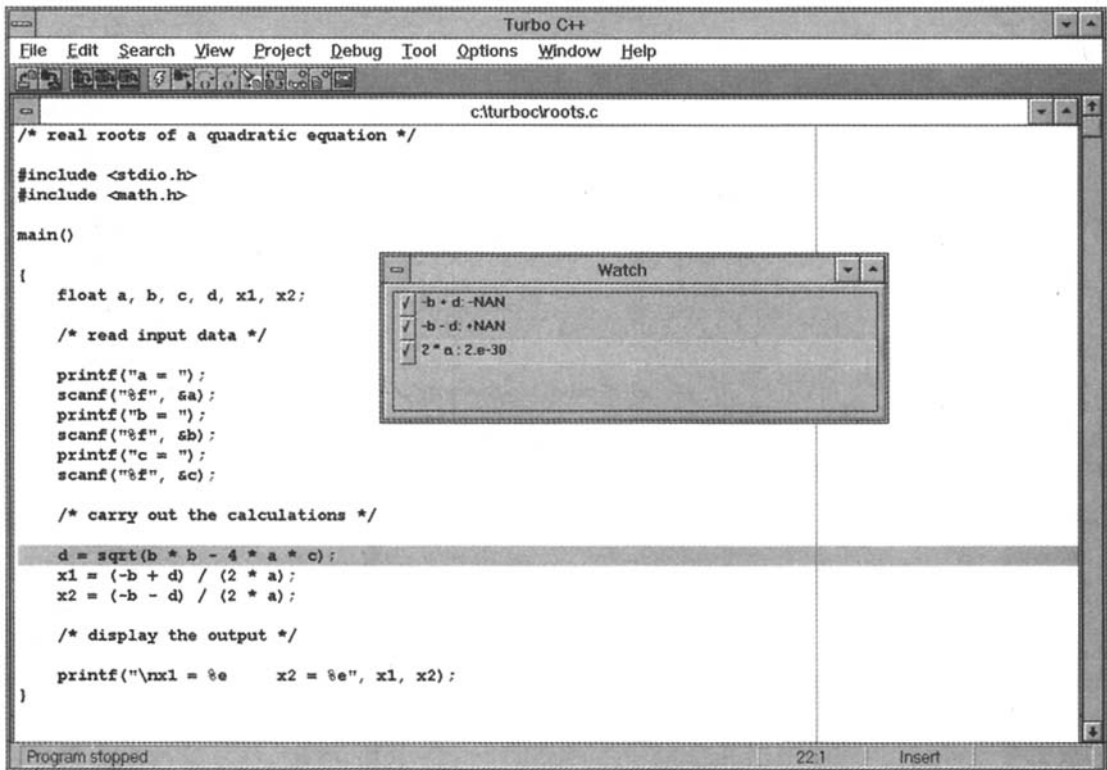 Turbo C++
File Edit Search View Project Debug Tool Options Window Help
c:\turboc\roots.c
/* real roots of a quadratic equation */
#include <stdio.h>
#include <math.h>
main()
{
float a, b, c, d, x1, x2;
/* read input data */
printf("a = ");
scanf("%f", &a);
printf("b = ");
scanf("%f", &b);
printf("c = ");
scanf("%f", &c);
/* carry out the calculations */
d = sqrt(b * b - 4 * a * c);
x1 = (-b + d) / (2 * a);
x2 = (-b - d) / (2 * a);
/* display the output */
printf("\nx1 = %e x2 = %e", x1, x2);
}
Watch
√ -b + d: -NAN
√ -b - d: +NAN
√ 2 * a : 2.e-30
Program stopped 22:1 Insert